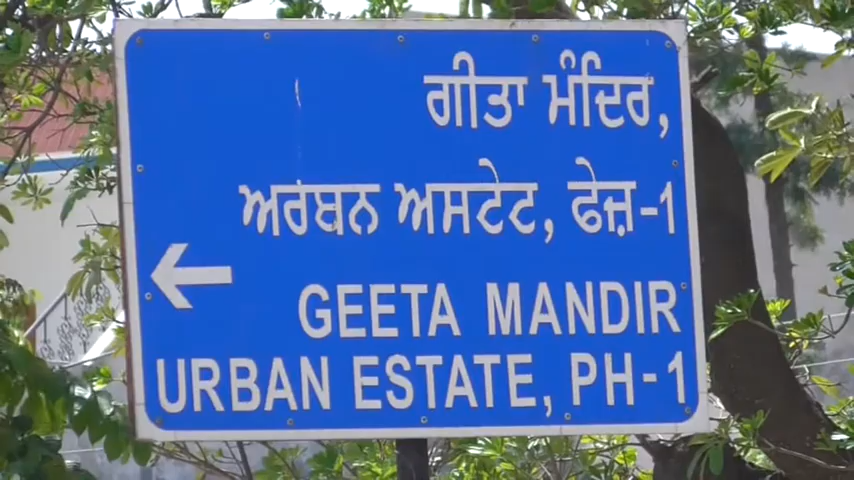 ਗੀਤਾ ਮੰਦਿਰ,
ਅਰਬਨ ਅਸਟੇਟ, ਫੇਜ਼-1
GEETA MANDIR
URBAN ESTATE, PH-1